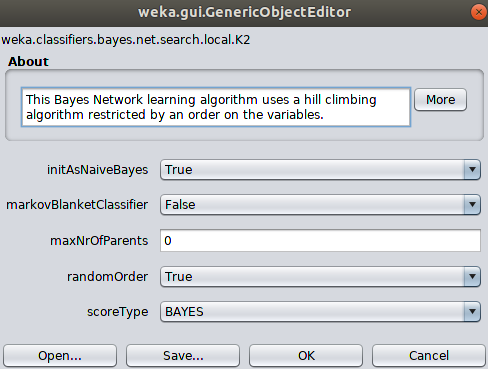 weka.gui.GenericObjectEditor
weka.classifiers.bayes.net.search.local.K2
About
This Bayes Network learning algorithm uses a hill climbing
algorithm restricted by an order on the variables.
More
initAsNaiveBayes True
markovBlanketClassifier False
maxNrOfParents 0
randomOrder True
scoreType BAYES
Open... Save... OK Cancel